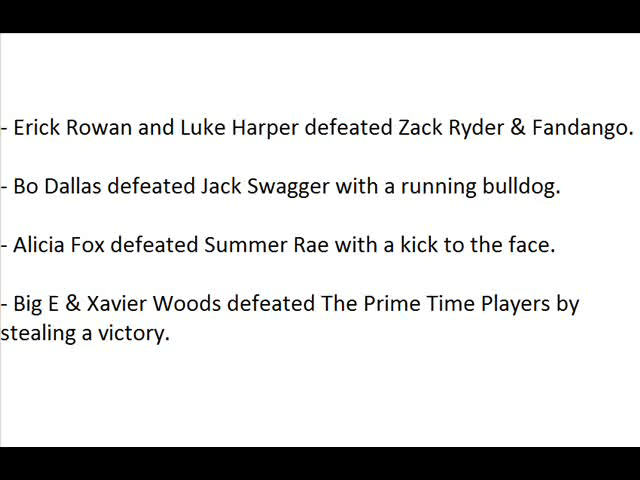 - Erick Rowan and Luke Harper defeated Zack Ryder & Fandango.
- Bo Dallas defeated Jack Swagger with a running bulldog.
- Alicia Fox defeated Summer Rae with a kick to the face.
- Big E & Xavier Woods defeated The Prime Time Players by
stealing a victory.